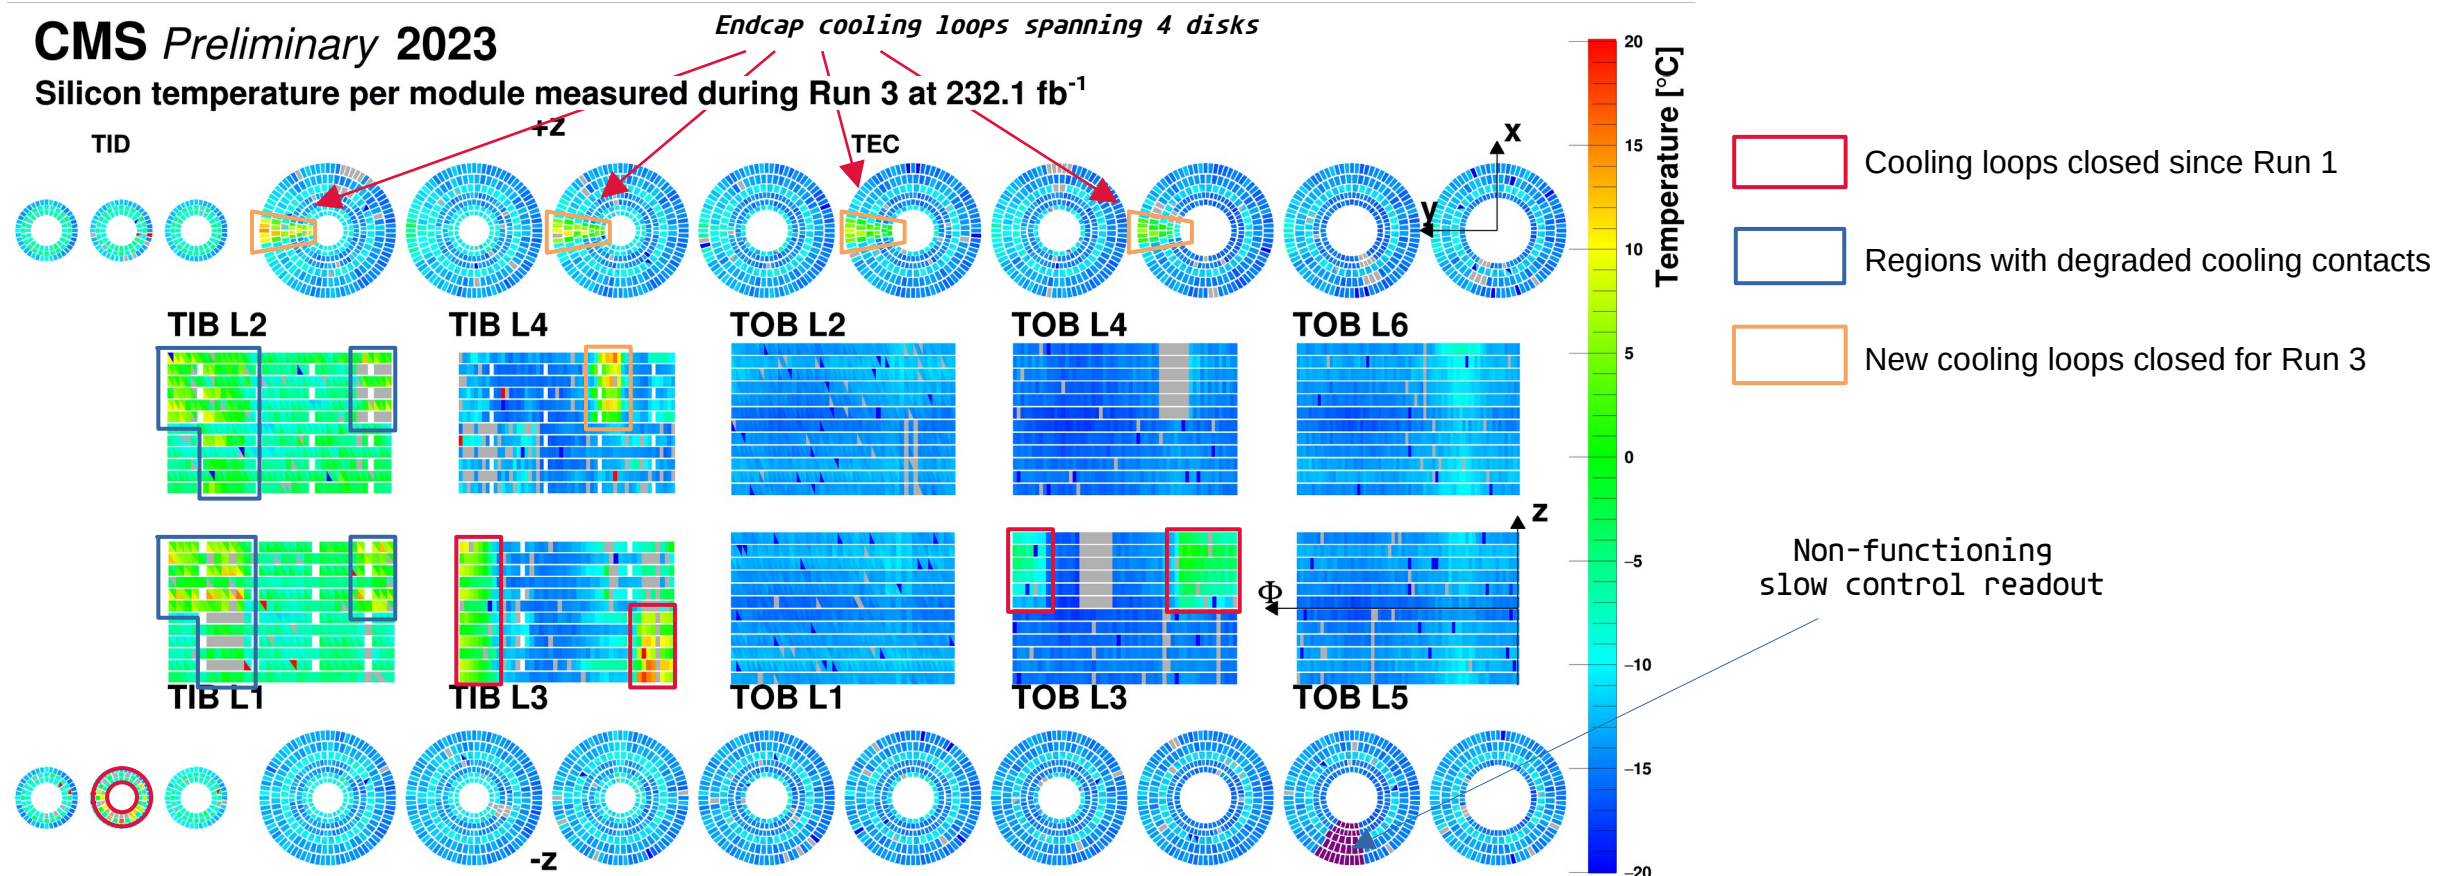 Endcap cooling loops spanning 4 disks
CMS Preliminary 2023
Silicon temperature per module measured during Run 3 at 232.1 fb-1
+z
TID
TEC
x
y
TIB L2
TIB L4
TOB L2
TOB L4
TOB L6
z
Φ
TIB L1
TIB L3
TOB L1
TOB L3
TOB L5
-z
20
15
10
5
0
−5
−10
−15
−20
Temperature [°C]
Cooling loops closed since Run 1
Regions with degraded cooling contacts
New cooling loops closed for Run 3
Non-functioning
slow control readout